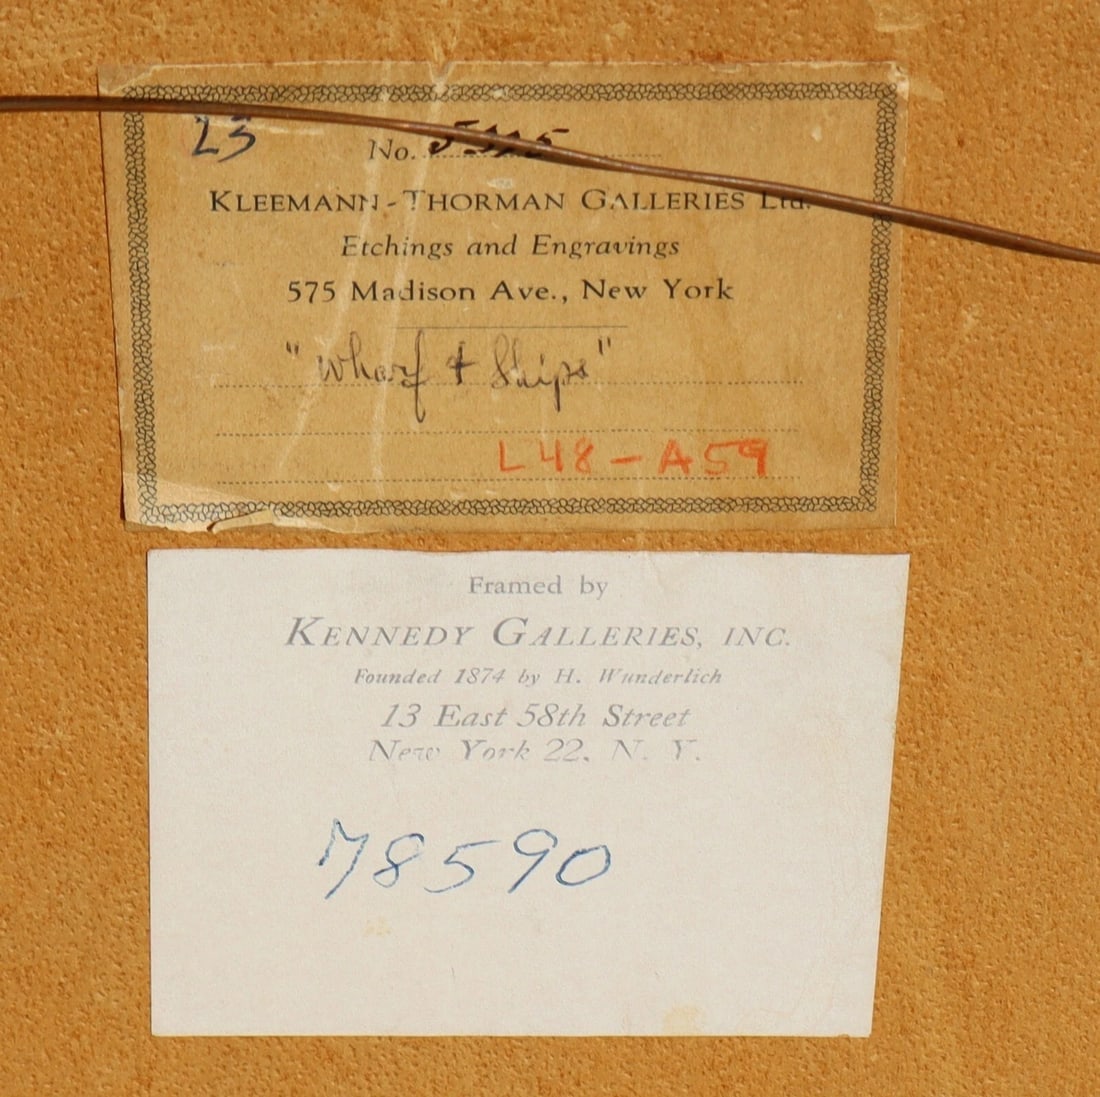 23
No.
KLEEMANN-THORMAN GALLERIES Ltd.
Etchings and Engravings
575 Madison Ave., New York
"Wharf & Ships"
L48-A59
Framed by
KENNEDY GALLERIES, INC.
Founded 1874 by H. Wunderlich
13 East 58th Street
New York 22, N. Y.
78590